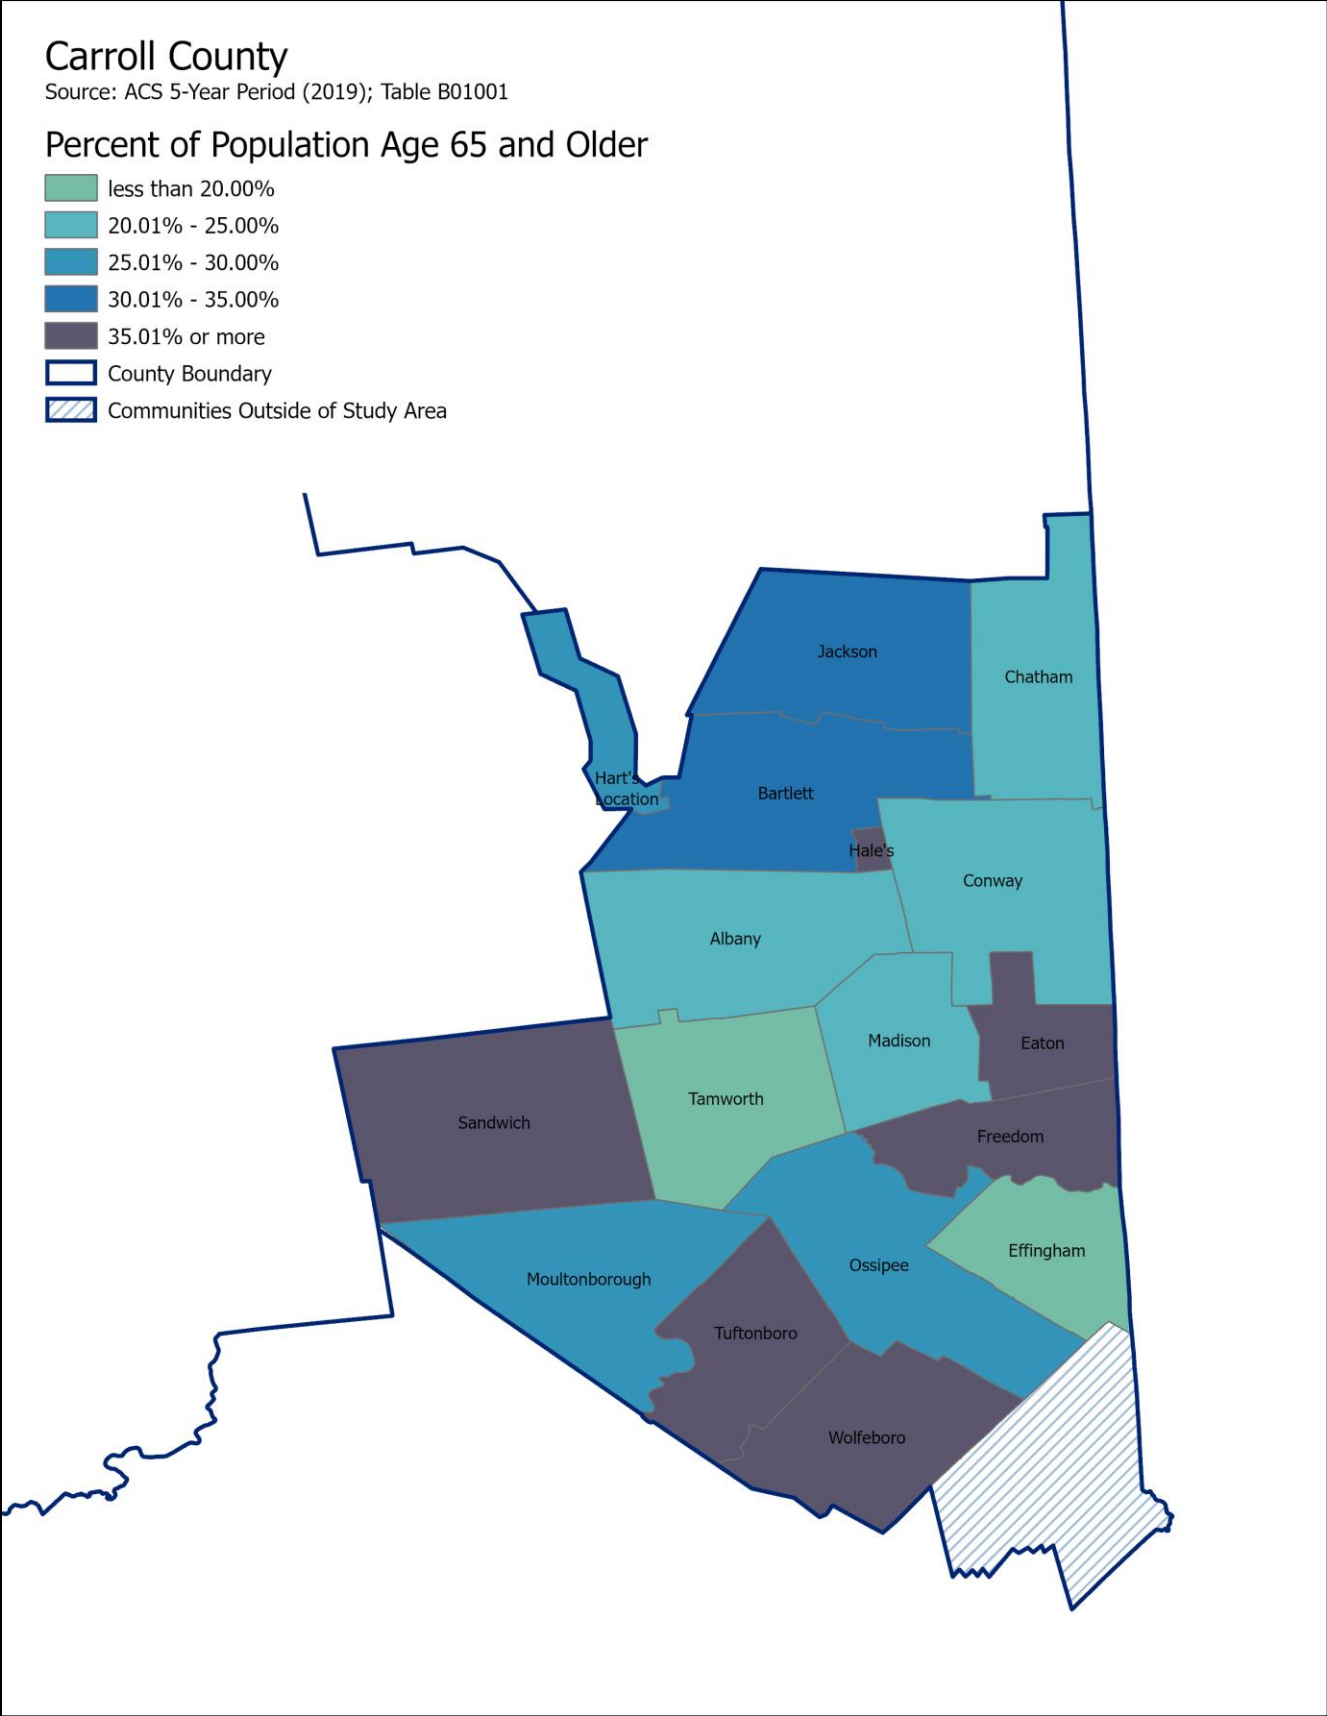 Carroll County
Source: ACS 5-Year Period (2019); Table B01001
Percent of Population Age 65 and Older
less than 20.00%
20.01% - 25.00%
25.01% - 30.00%
30.01% - 35.00%
35.01% or more
County Boundary
Communities Outside of Study Area
Jackson
Chatham
Hart's
Location
Bartlett
Hale's
Conway
Albany
Madison
Eaton
Tamworth
Sandwich
Freedom
Effingham
Ossipee
Moultonborough
Tuftonboro
Wolfeboro